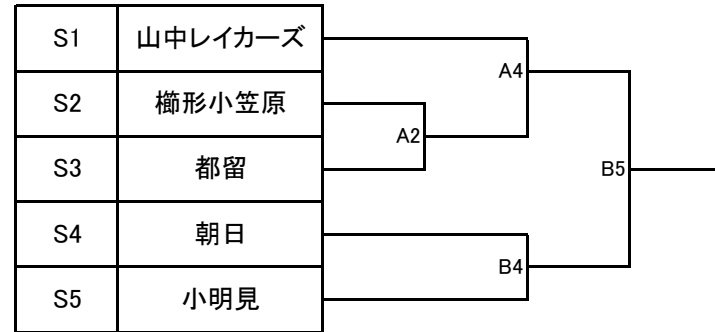 S1 山中レイカーズ
A4
S2 櫛形小笠原
A2
S3 都留
B5
S4 朝日
B4
S5 小明見